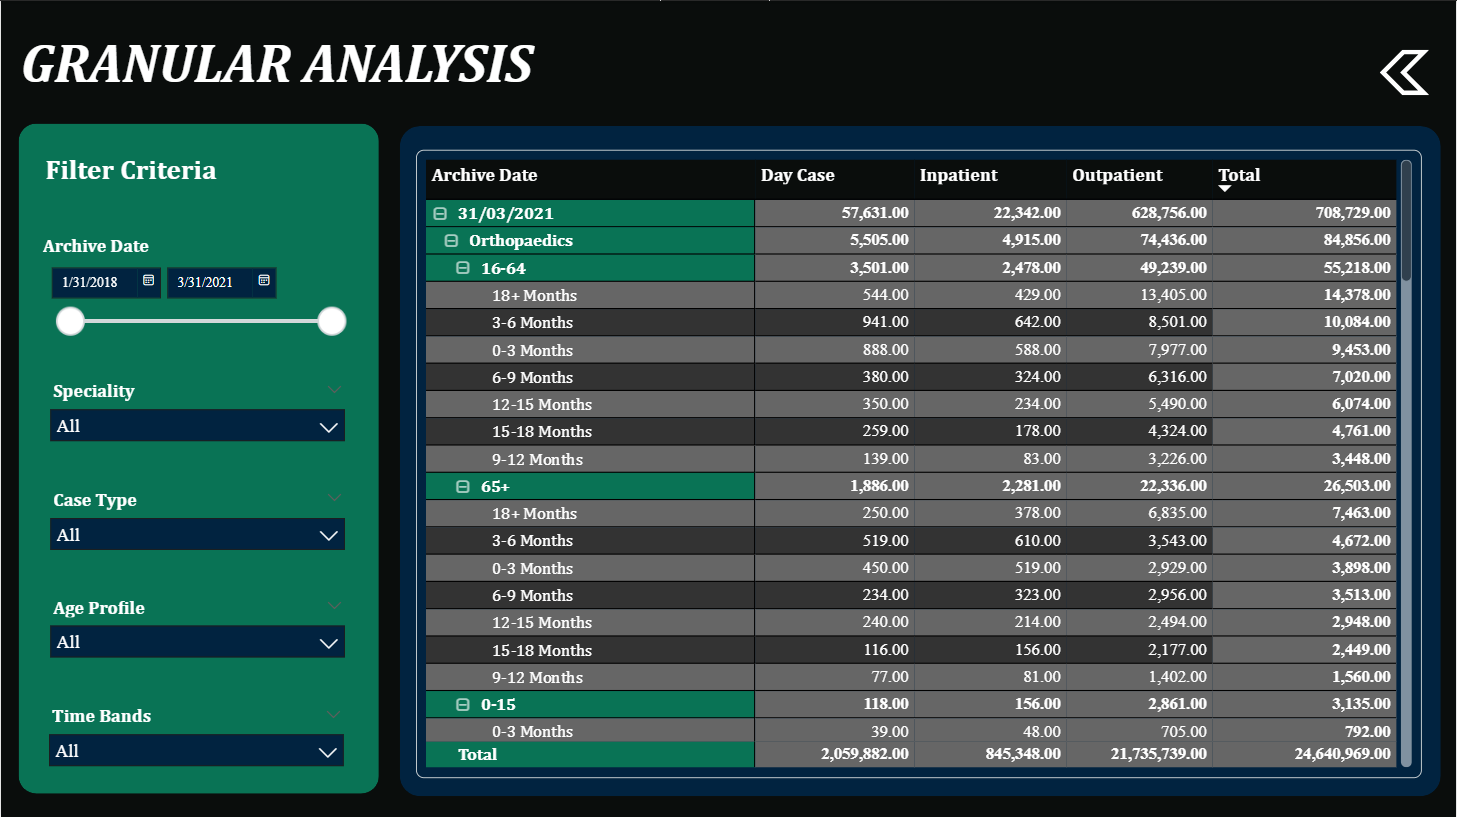 GRANULAR ANALYSIS
Filter Criteria
Archive Date
1/31/2018 3/31/2021
Speciality
All
Case Type
All
Age Profile
All
Time Bands
All
Archive Date Day Case Inpatient Outpatient Total
31/03/2021 57,631.00 22,342.00 628,756.00 708,729.00
Orthopaedics 5,505.00 4,915.00 74,436.00 84,856.00
16-64 3,501.00 2,478.00 49,239.00 55,218.00
18+ Months 544.00 429.00 13,405.00 14,378.00
3-6 Months 941.00 642.00 8,501.00 10,084.00
0-3 Months 888.00 588.00 7,977.00 9,453.00
6-9 Months 380.00 324.00 6,316.00 7,020.00
12-15 Months 350.00 234.00 5,490.00 6,074.00
15-18 Months 259.00 178.00 4,324.00 4,761.00
9-12 Months 139.00 83.00 3,226.00 3,448.00
65+ 1,886.00 2,281.00 22,336.00 26,503.00
18+ Months 250.00 378.00 6,835.00 7,463.00
3-6 Months 519.00 610.00 3,543.00 4,672.00
0-3 Months 450.00 519.00 2,929.00 3,898.00
6-9 Months 234.00 323.00 2,956.00 3,513.00
12-15 Months 240.00 214.00 2,494.00 2,948.00
15-18 Months 116.00 156.00 2,177.00 2,449.00
9-12 Months 77.00 81.00 1,402.00 1,560.00
0-15 118.00 156.00 2,861.00 3,135.00
0-3 Months 39.00 48.00 705.00 792.00
Total 2,059,882.00 845,348.00 21,735,739.00 24,640,969.00